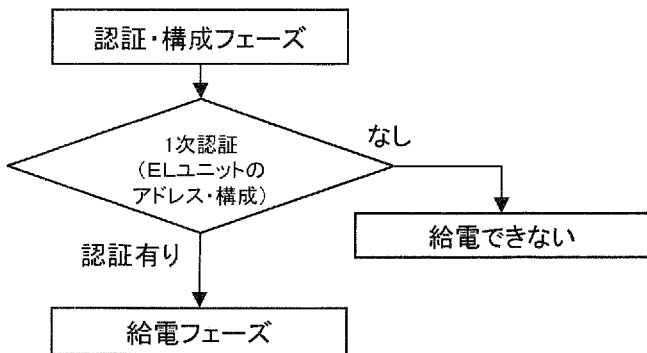 認証・構成フェーズ
1次認証
(ELユニットの
アドレス・構成)
なし
給電できない
認証有り
給電フェーズ